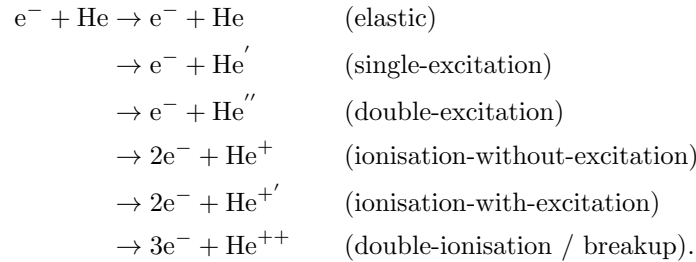 e⁻ + He → e⁻ + He (elastic)
→ e⁻ + He′ (single-excitation)
→ e⁻ + He′′ (double-excitation)
→ 2e⁻ + He⁺ (ionisation-without-excitation)
→ 2e⁻ + He⁺′ (ionisation-with-excitation)
→ 3e⁻ + He⁺⁺ (double-ionisation / breakup).